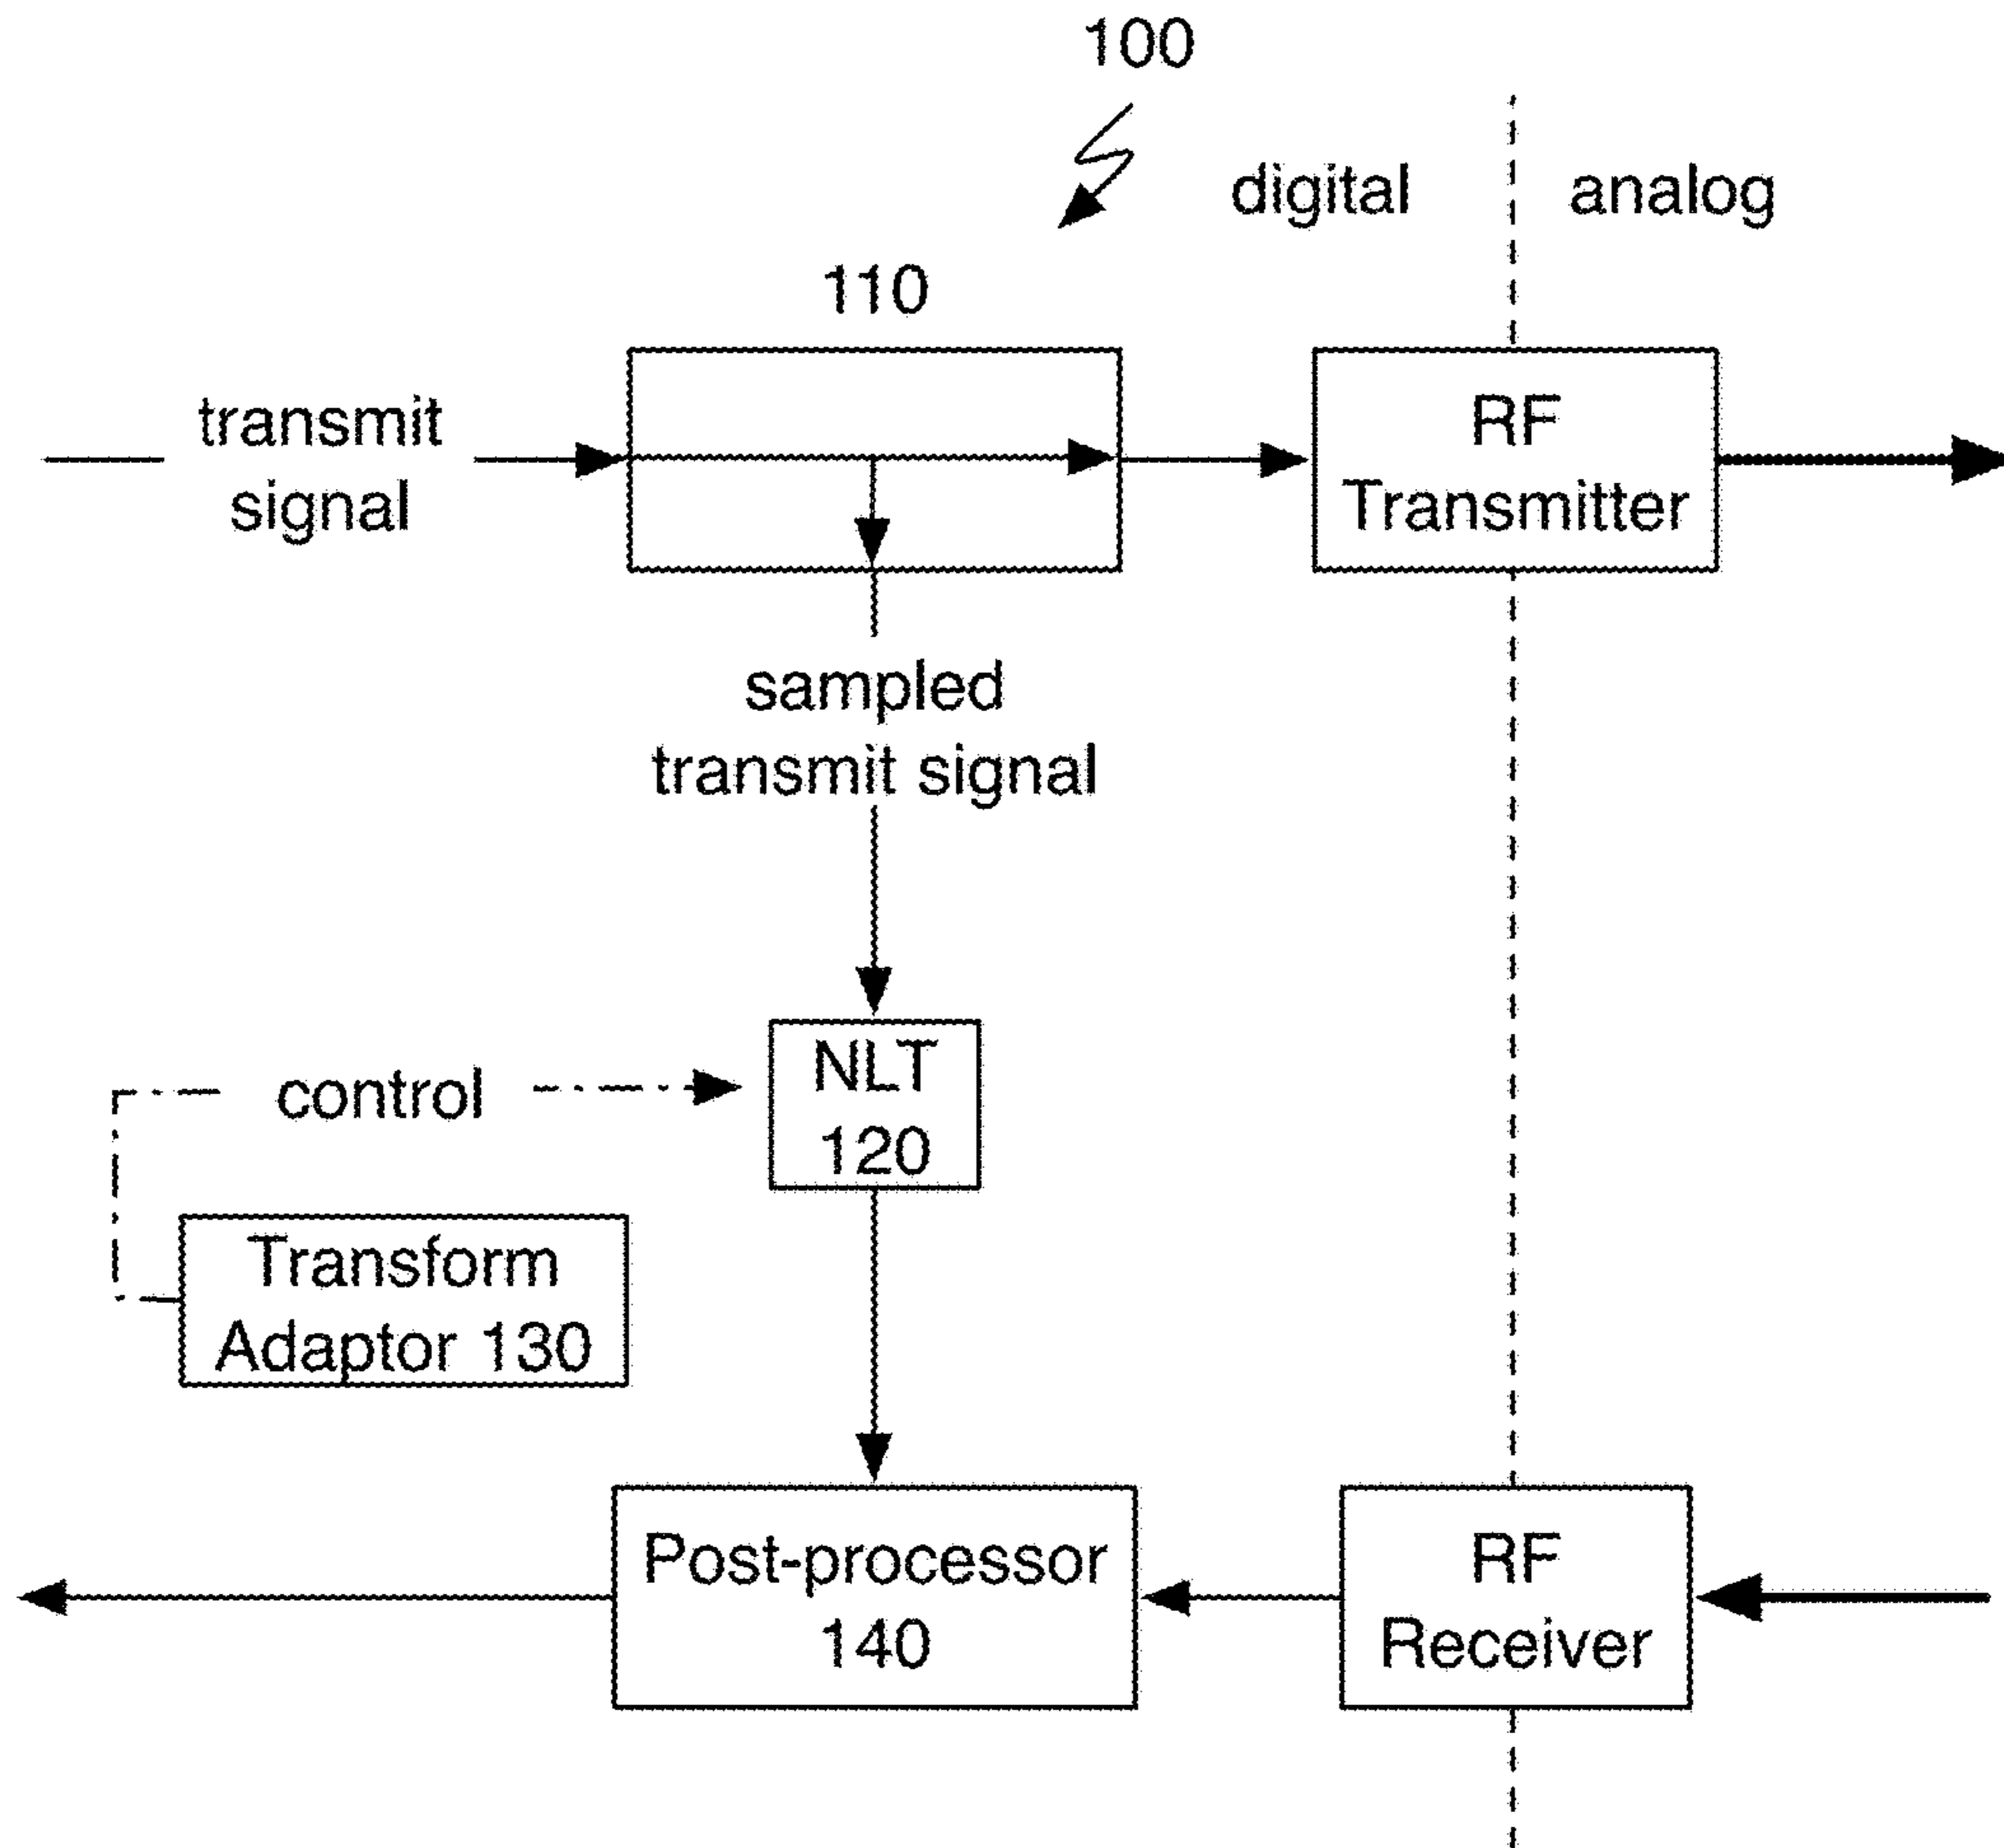 100
digital
analog
110
transmit
signal
RF
Transmitter
sampled
transmit signal
NLT
120
control
Transform
Adaptor 130
Post-processor
140
RF
Receiver